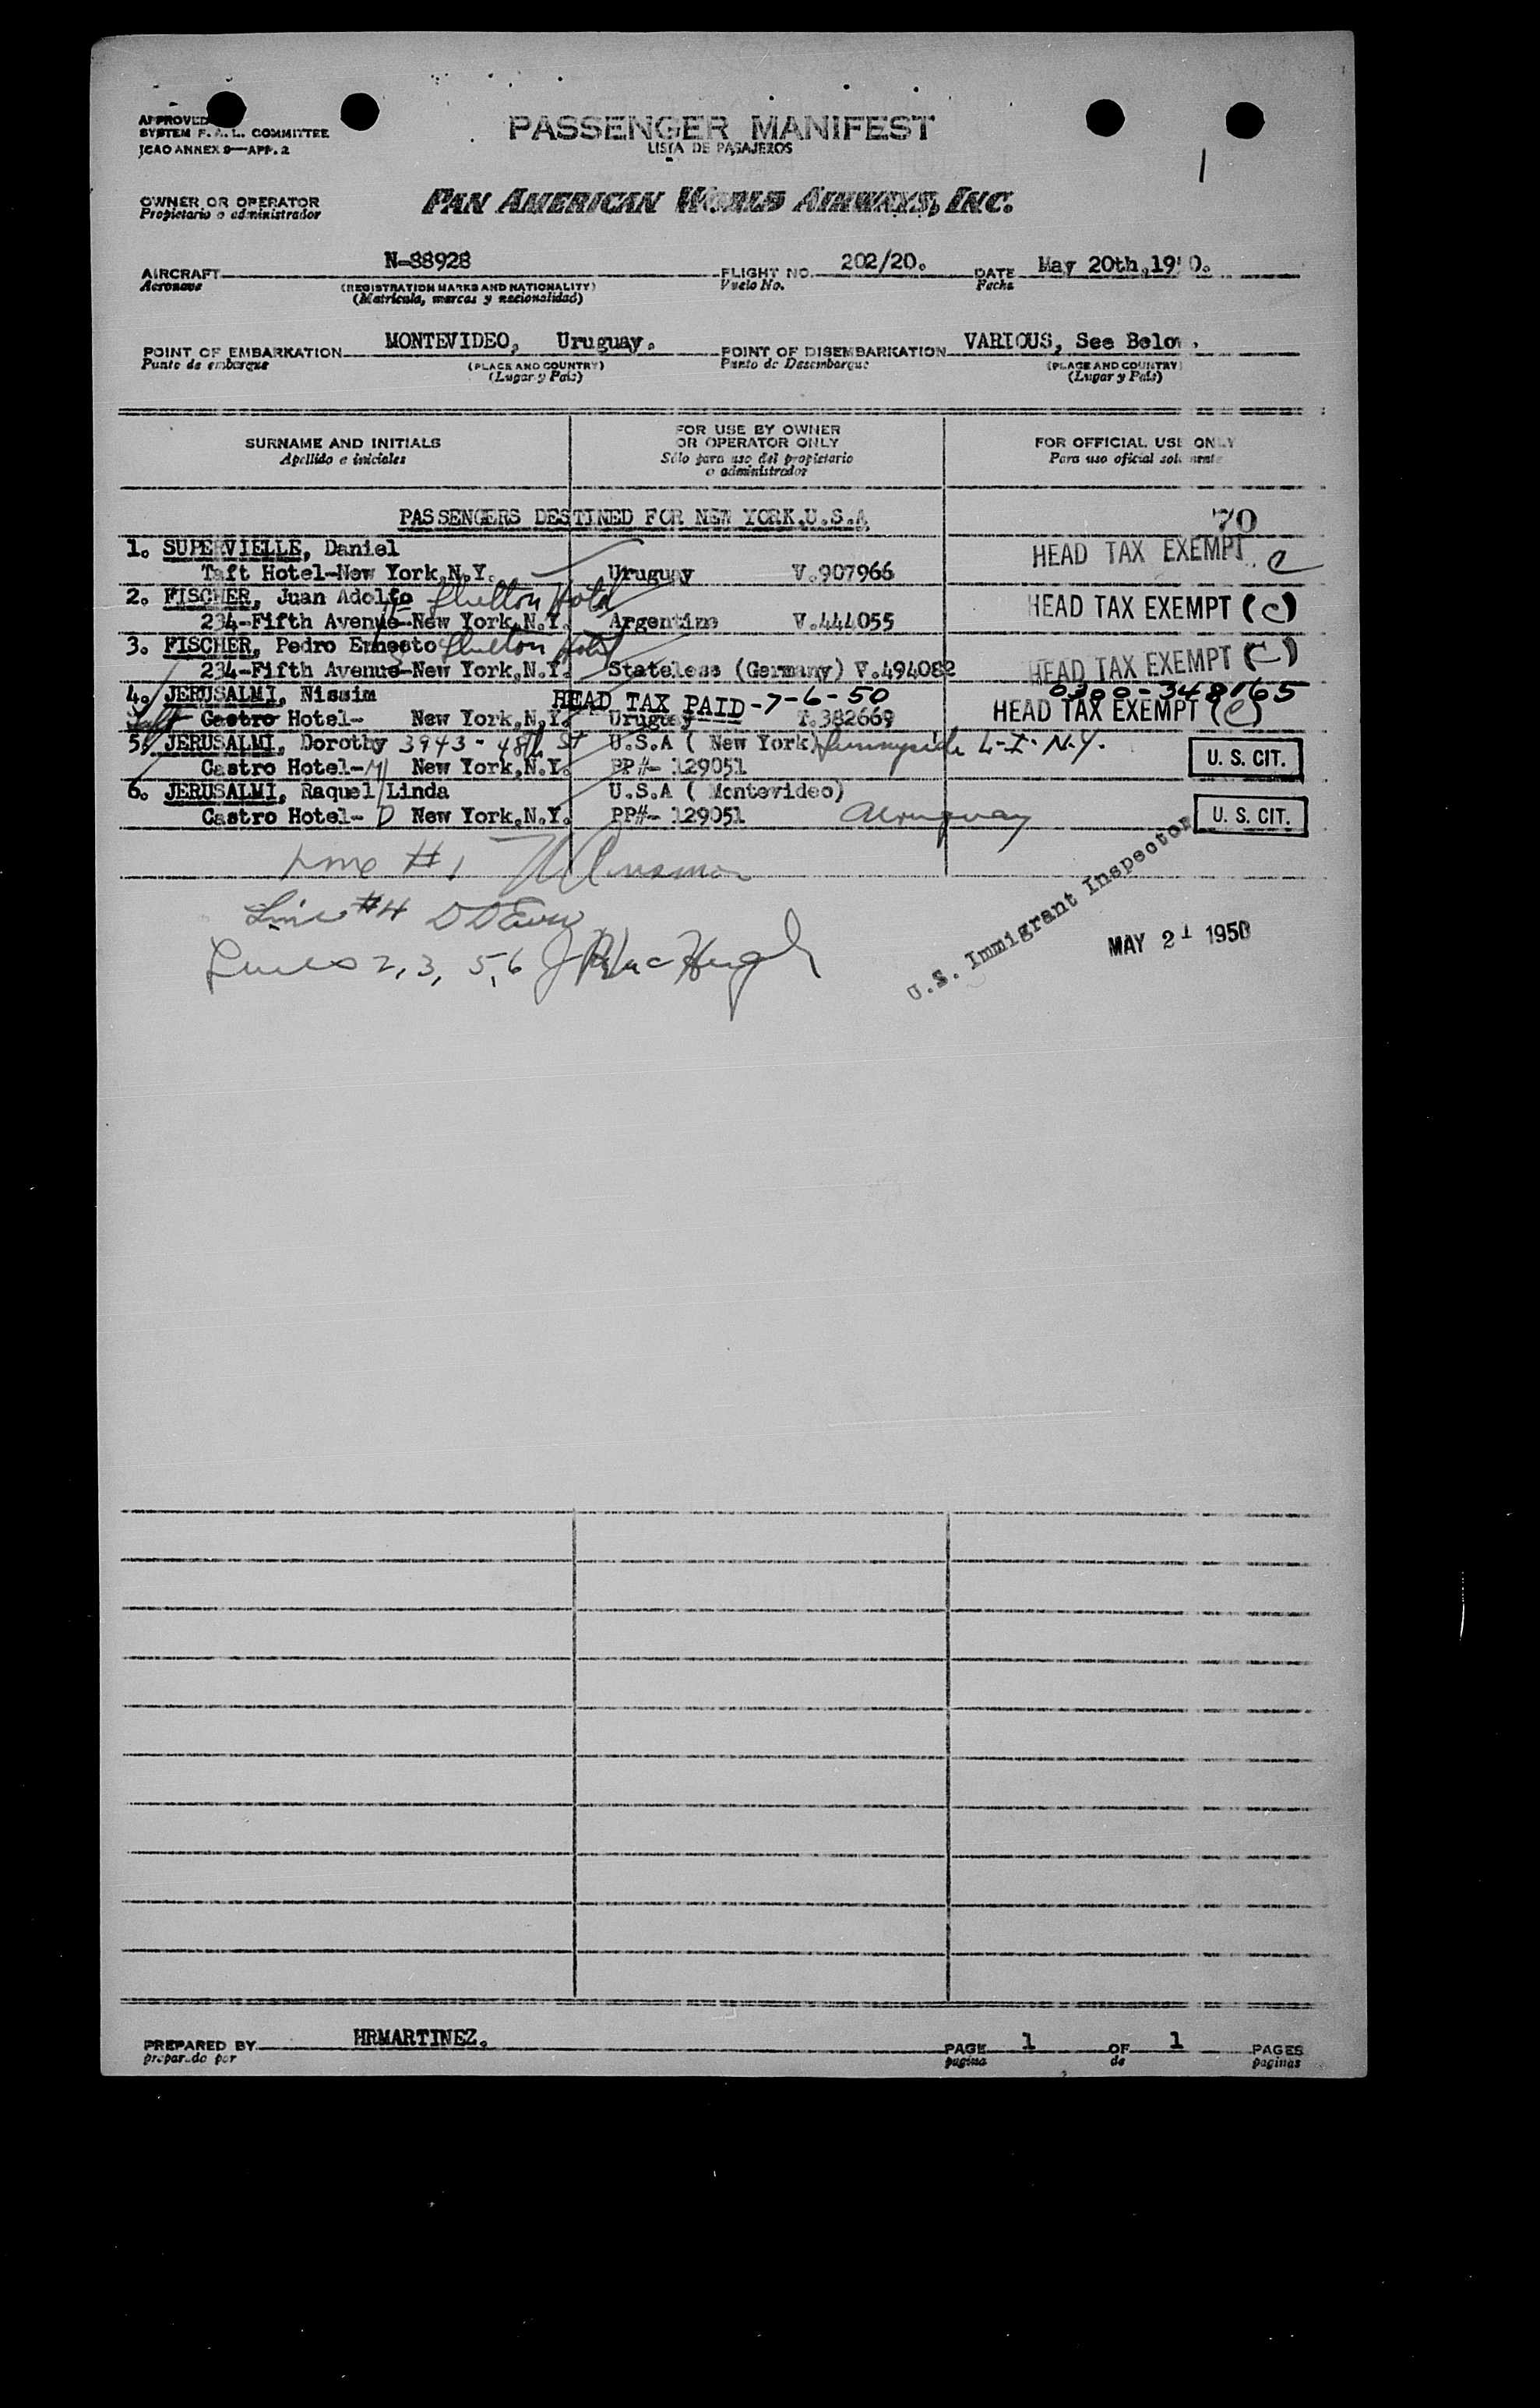 APPROVED
SYSTEM F. A. L. COMMITTEE
ICAO ANNEX 9—APP. 2
PASSENGER MANIFEST
LISTA DE PASAJEROS
1
OWNER OR OPERATOR
Propietario o administrador
PAN AMERICAN WORLD AIRWAYS, INC.
AIRCRAFT N-88928 FLIGHT NO. 202/20. DATE May 20th, 1950.
Aeronave (REGISTRATION MARKS AND NATIONALITY) Vuelo No. Fecha
(Matrícula, marcas y nacionalidad)
POINT OF EMBARKATION MONTEVIDEO, Uruguay. POINT OF DISEMBARKATION VARIOUS, See Below.
Punto de embarque (PLACE AND COUNTRY) Punto de Desembarque (PLACE AND COUNTRY)
(Lugar y País) (Lugar y País)
SURNAME AND INITIALS FOR USE BY OWNER OR OPERATOR ONLY FOR OFFICIAL USE ONLY
Apellido e iniciales Sólo para uso del propietario o administrador Para uso oficial solamente
PASSENGERS DESTINED FOR NEW YORK,U.S.A 70
1. SUPERVIELLE, Daniel HEAD TAX EXEMPT C
Taft Hotel-New York,N.Y. Uruguay V.907966
2. FISCHER, Juan Adolfo Shelton Hotel HEAD TAX EXEMPT (C)
234-Fifth Avenue-New York,N.Y. Argentine V.444055
3. FISCHER, Pedro Ernesto Shelton Hotel HEAD TAX EXEMPT (C)
234-Fifth Avenue-New York,N.Y. Stateless (Germany) V.494082
4. JERUSALMI, Nissim HEAD TAX PAID -7-6-50 0300-348165
Taft Castro Hotel- New York,N.Y. Uruguay T.382669 HEAD TAX EXEMPT (C)
5. JERUSALMI, Dorothy 3943-48th St U.S.A ( New York) Sunnyside L-I-N.Y.
Castro Hotel-M New York,N.Y. PP#- 129051 U. S. CIT.
6. JERUSALMI, Raquel Linda U.S.A ( Montevideo)
Castro Hotel- D New York,N.Y. PP#- 129051 Uruguay U. S. CIT.
Line #1
Line #4
Lines 2, 3, 5, 6
U.S. Immigrant Inspector
MAY 21 1950
PREPARED BY HRMARTINEZ. PAGE 1 OF 1 PAGES
preparado por pagina de paginas